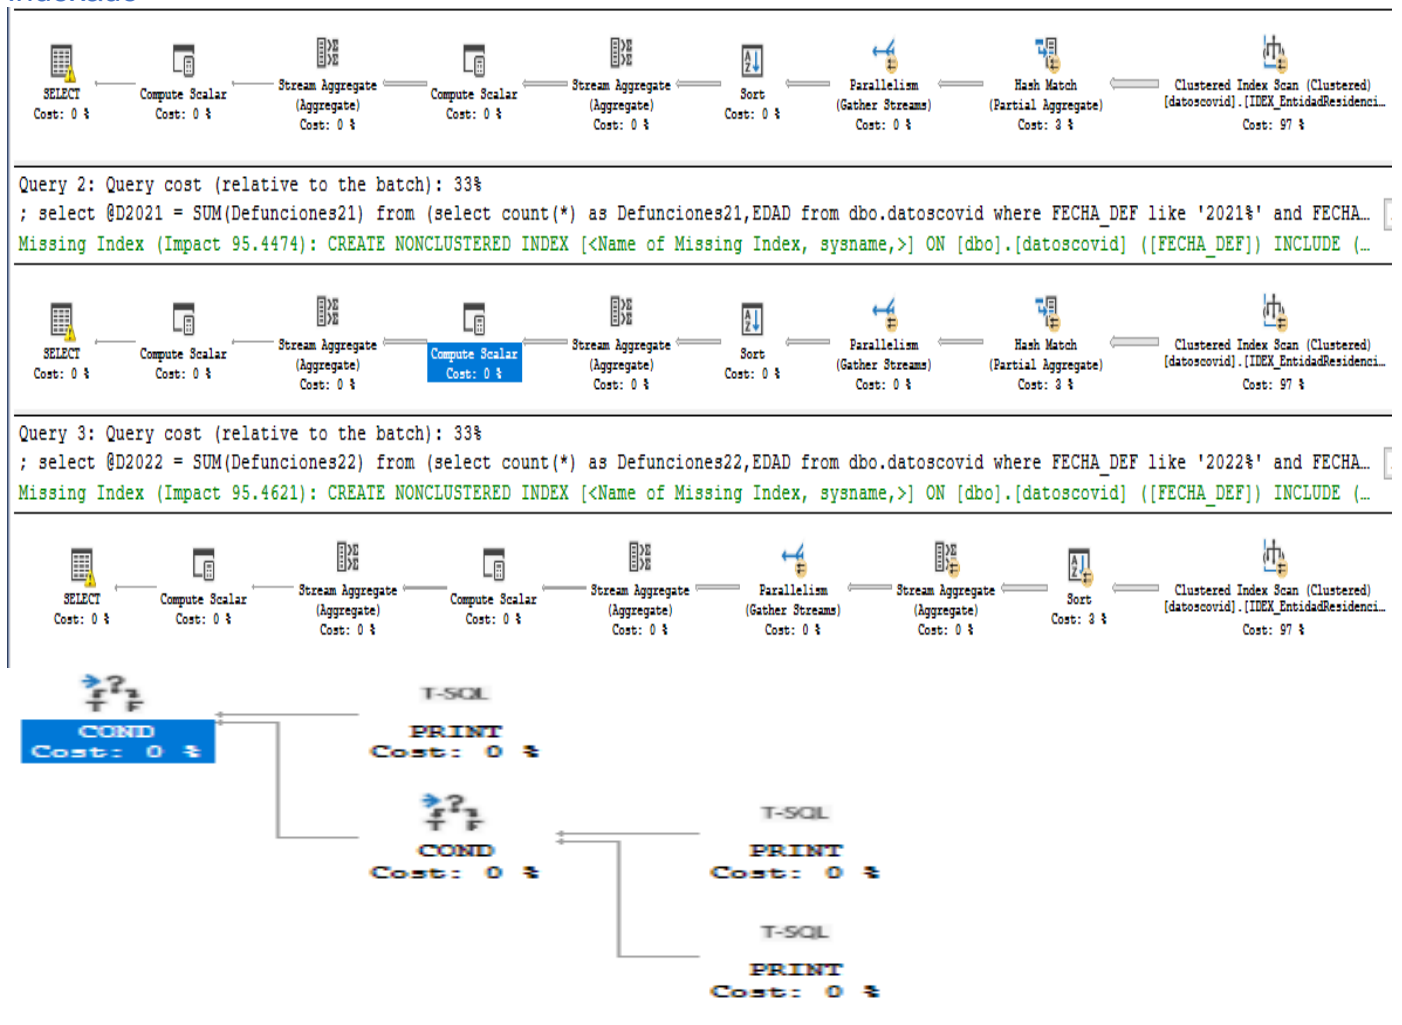 Indexado
SELECT
Cost: 0 %
Compute Scalar
Cost: 0 %
Stream Aggregate
(Aggregate)
Cost: 0 %
Compute Scalar
Cost: 0 %
Stream Aggregate
(Aggregate)
Cost: 0 %
Sort
Cost: 0 %
Parallelism
(Gather Streams)
Cost: 0 %
Hash Match
(Partial Aggregate)
Cost: 3 %
Clustered Index Scan (Clustered)
[datoscovid].[IDEX_EntidadResidenci…
Cost: 97 %
Query 2: Query cost (relative to the batch): 33%
; select @D2021 = SUM(Defunciones21) from (select count(*) as Defunciones21,EDAD from dbo.datoscovid where FECHA_DEF like '2021%' and FECHA…
Missing Index (Impact 95.4474): CREATE NONCLUSTERED INDEX [<Name of Missing Index, sysname,>] ON [dbo].[datoscovid] ([FECHA_DEF]) INCLUDE (…
SELECT
Cost: 0 %
Compute Scalar
Cost: 0 %
Stream Aggregate
(Aggregate)
Cost: 0 %
Compute Scalar
Cost: 0 %
Stream Aggregate
(Aggregate)
Cost: 0 %
Sort
Cost: 0 %
Parallelism
(Gather Streams)
Cost: 0 %
Hash Match
(Partial Aggregate)
Cost: 3 %
Clustered Index Scan (Clustered)
[datoscovid].[IDEX_EntidadResidenci…
Cost: 97 %
Query 3: Query cost (relative to the batch): 33%
; select @D2022 = SUM(Defunciones22) from (select count(*) as Defunciones22,EDAD from dbo.datoscovid where FECHA_DEF like '2022%' and FECHA…
Missing Index (Impact 95.4621): CREATE NONCLUSTERED INDEX [<Name of Missing Index, sysname,>] ON [dbo].[datoscovid] ([FECHA_DEF]) INCLUDE (…
SELECT
Cost: 0 %
Compute Scalar
Cost: 0 %
Stream Aggregate
(Aggregate)
Cost: 0 %
Compute Scalar
Cost: 0 %
Stream Aggregate
(Aggregate)
Cost: 0 %
Parallelism
(Gather Streams)
Cost: 0 %
Stream Aggregate
(Aggregate)
Cost: 0 %
Sort
Cost: 3 %
Clustered Index Scan (Clustered)
[datoscovid].[IDEX_EntidadResidenci…
Cost: 97 %
T F
COND
Cost: 0 %
T-SQL
PRINT
Cost: 0 %
T F
COND
Cost: 0 %
T-SQL
PRINT
Cost: 0 %
T-SQL
PRINT
Cost: 0 %